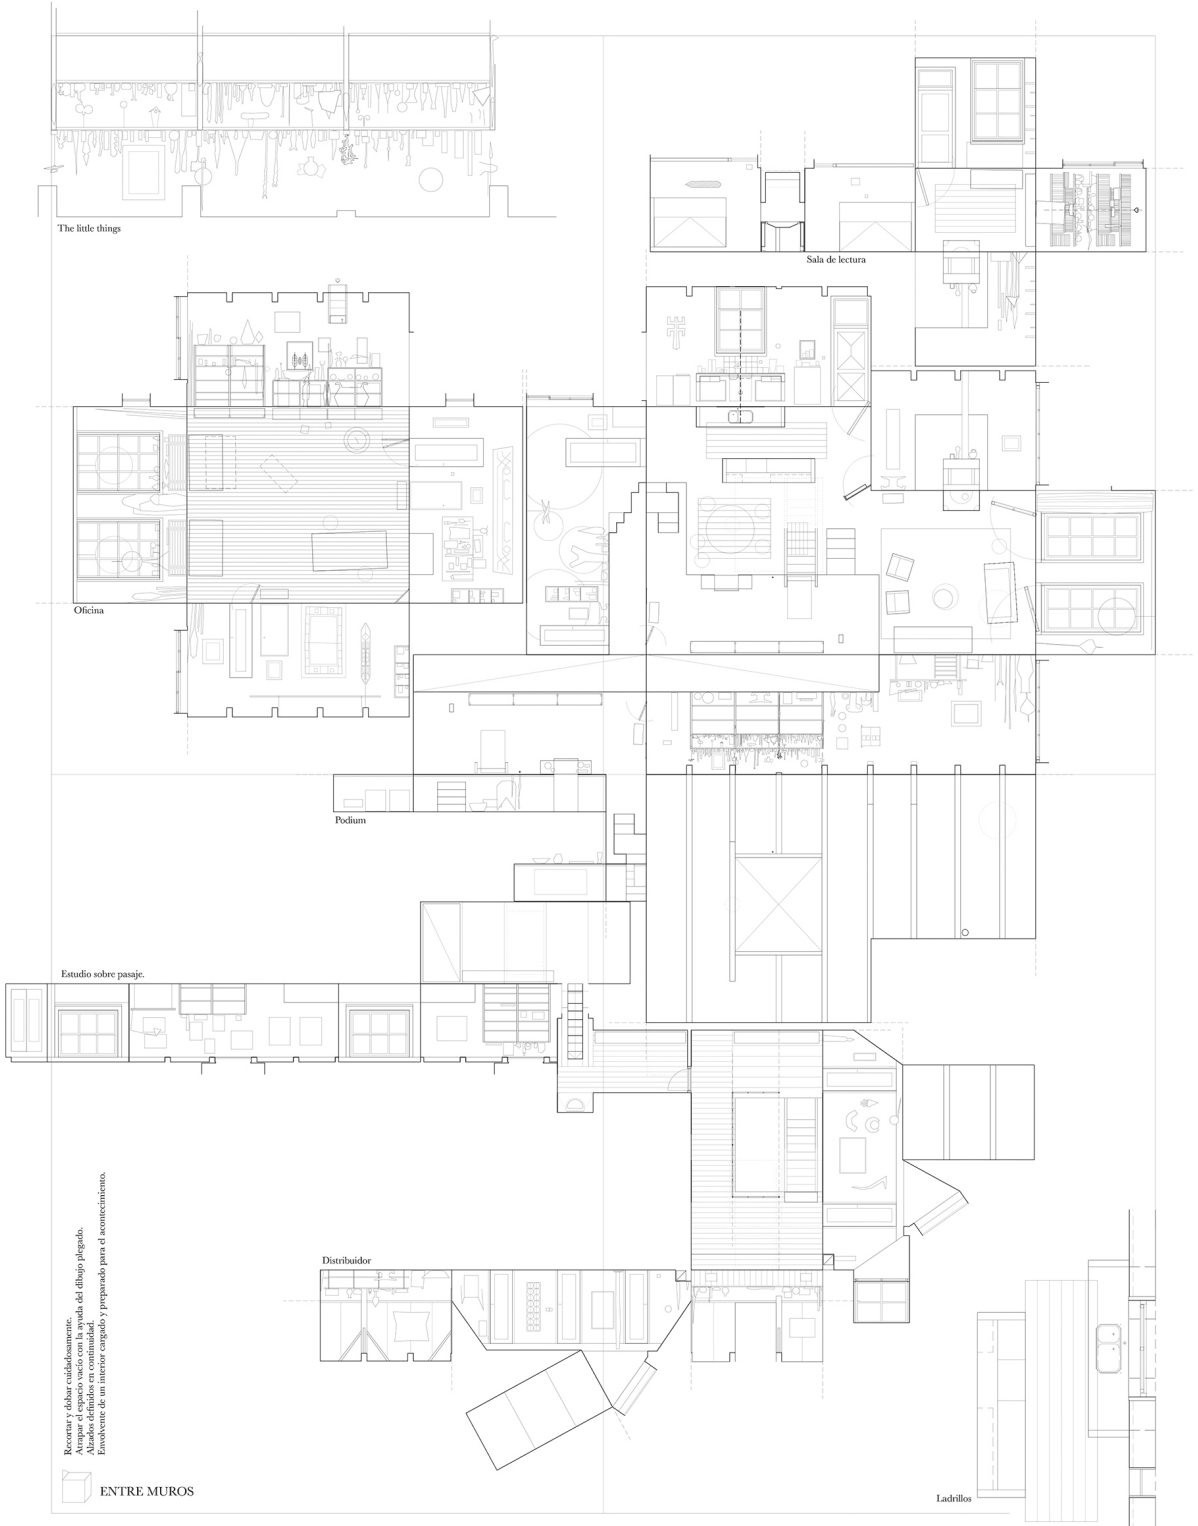 The little things
Sala de lectura
Oficina
Podium
Estudio sobre pasaje.
Distribuidor
Recortar y doblar cuidadosamente.
Atrapar el espacio vacío con la ayuda del dibujo plegado.
Alzados definidos en continuidad.
Envolvente de un interior cargado y preparado para el acontecimiento.
ENTRE MUROS
Ladrillos